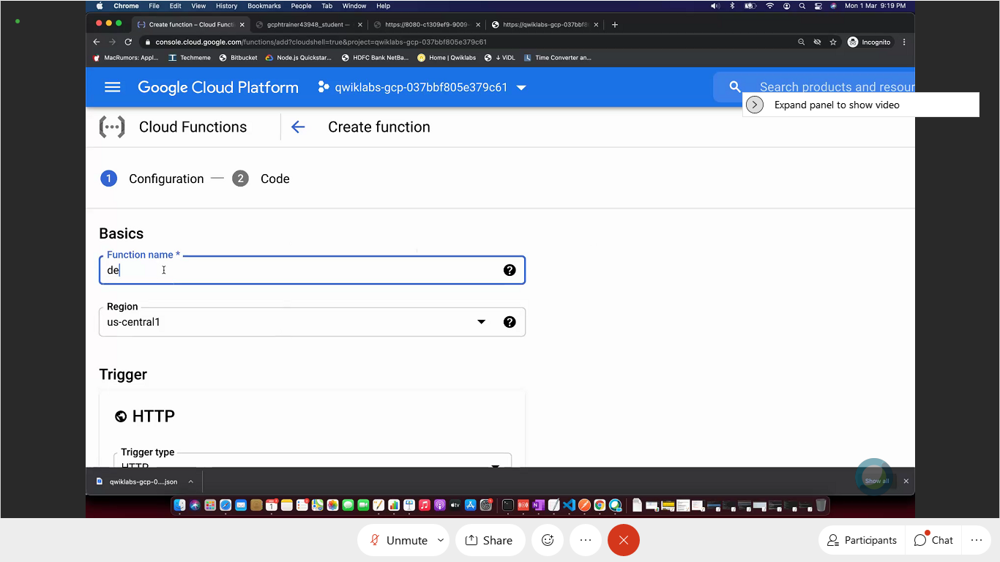 Chrome File Edit View History Bookmarks People Tab Window Help Mon 1 Mar 9:19 PM
Create function – Cloud Functi gcphtrainer43948_student — https://8080-c1309ef9-9009- https://qwiklabs-gcp-037bbf8
console.cloud.google.com/functions/add?cloudshell=true&project=qwiklabs-gcp-037bbf805e379c61 Incognito
MacRumors: Appl... Techmeme Bitbucket Node.js Quickstar... HDFC Bank NetBa... Home | Qwiklabs ↓ ViDL Time Converter an...
Google Cloud Platform qwiklabs-gcp-037bbf805e379c61 Search products and resour
Expand panel to show video
Cloud Functions Create function
1 Configuration — 2 Code
Basics
Function name *
de
Region
us-central1
Trigger
HTTP
Trigger type
HTTP
qwiklabs-gcp-0....json Show all
Unmute Share Participants Chat